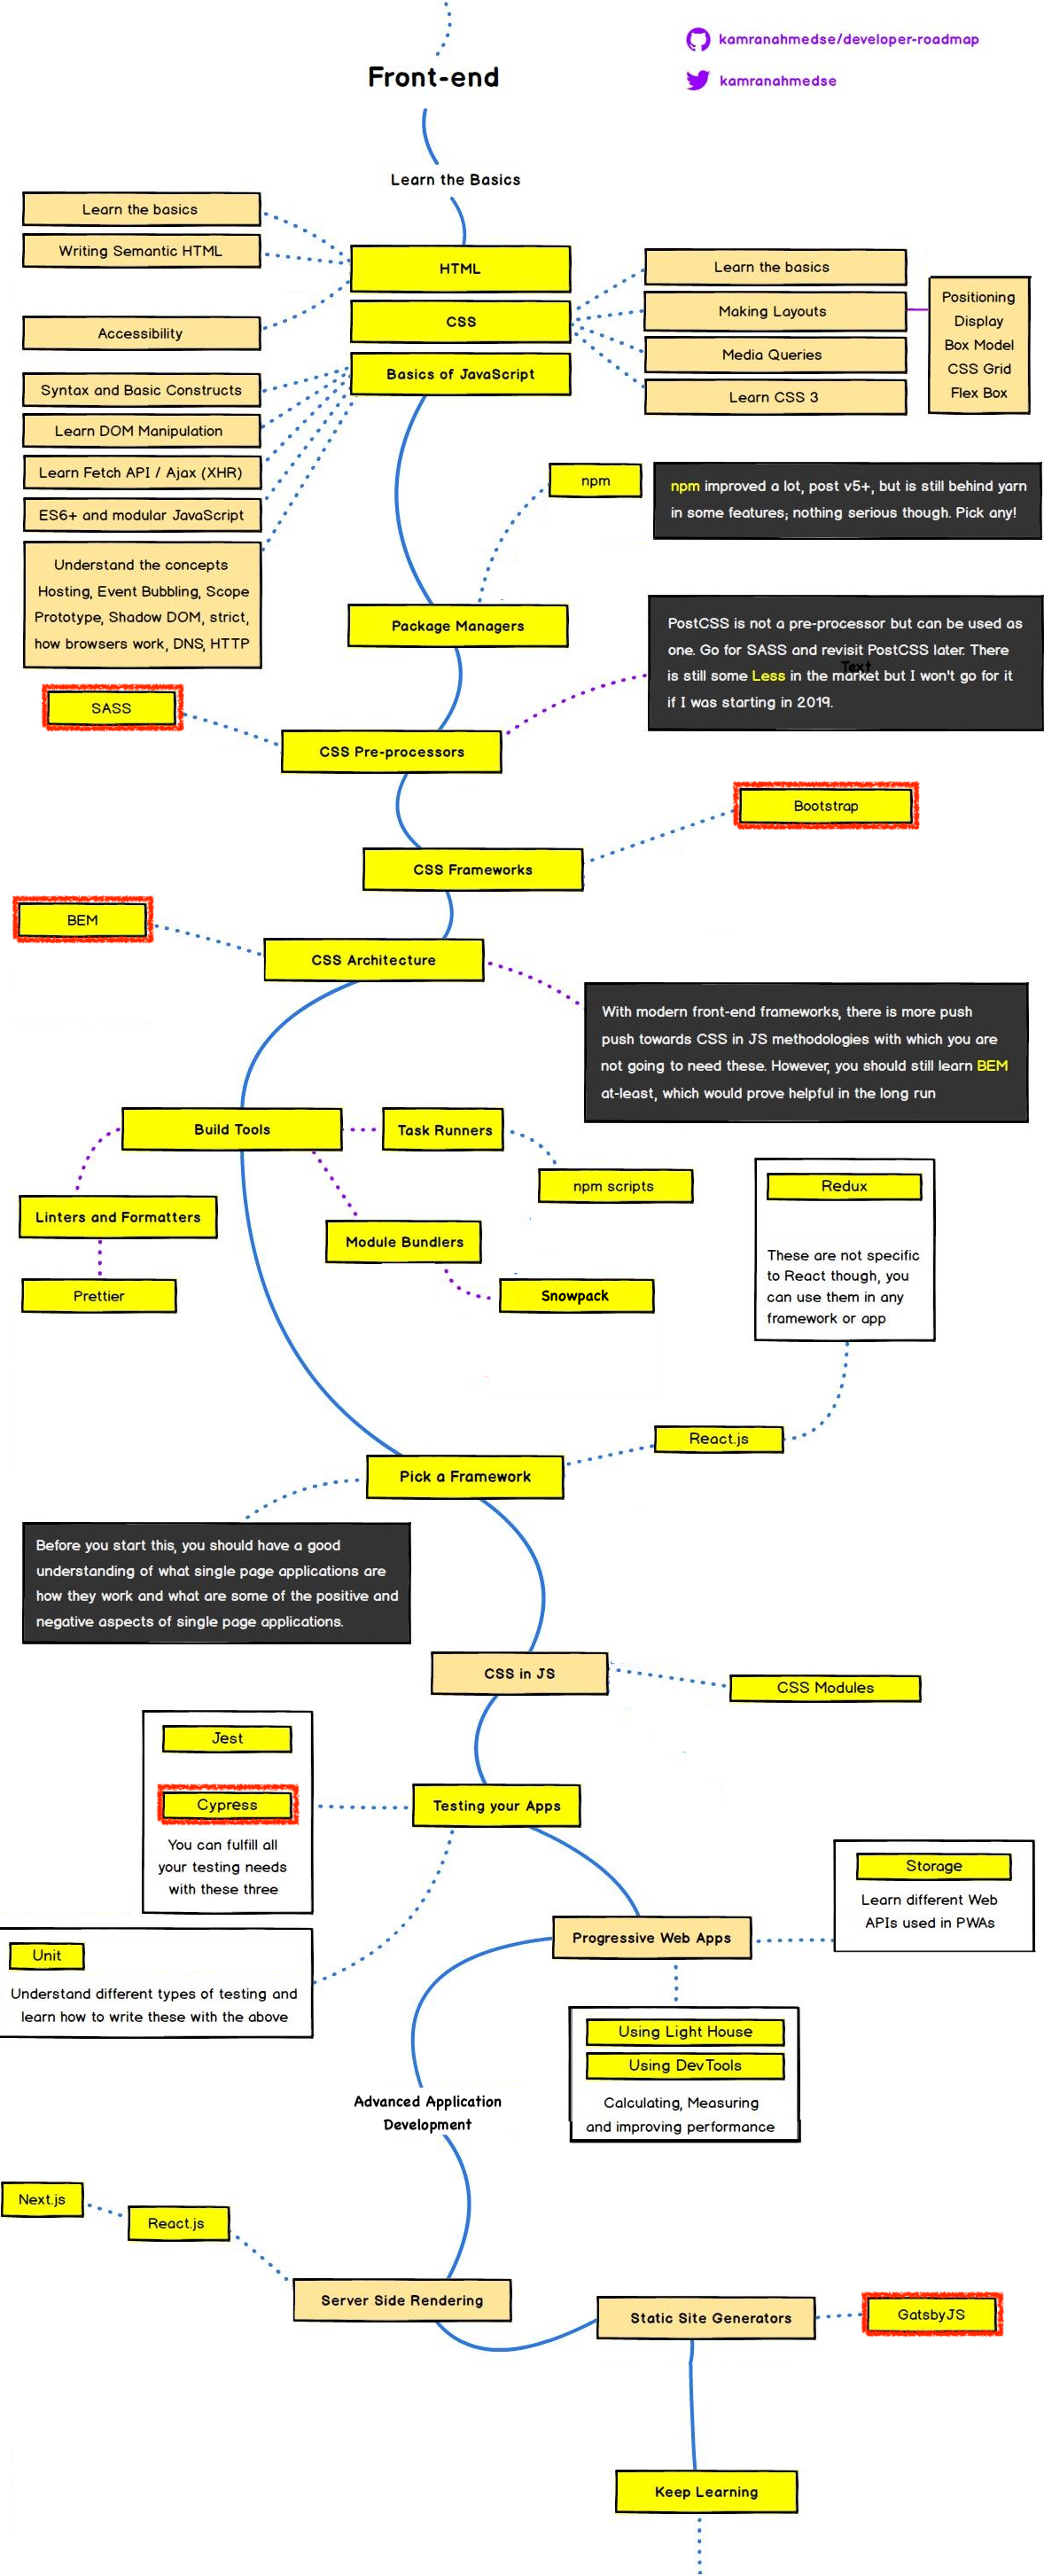 kamranahmedse/developer-roadmap
Front-end
kamranahmedse
Learn the Basics
Learn the basics
Writing Semantic HTML
Accessibility
HTML
CSS
Basics of JavaScript
Learn the basics
Making Layouts
Media Queries
Learn CSS 3
Positioning
Display
Box Model
CSS Grid
Flex Box
Syntax and Basic Constructs
Learn DOM Manipulation
Learn Fetch API / Ajax (XHR)
ES6+ and modular JavaScript
Understand the concepts
Hosting, Event Bubbling, Scope
Prototype, Shadow DOM, strict,
how browsers work, DNS, HTTP
npm
npm improved a lot, post v5+, but is still behind yarn
in some features; nothing serious though. Pick any!
Package Managers
PostCSS is not a pre-processor but can be used as
one. Go for SASS and revisit PostCSS later. There
Text
is still some Less in the market but I won't go for it
if I was starting in 2019.
SASS
CSS Pre-processors
Bootstrap
CSS Frameworks
BEM
CSS Architecture
With modern front-end frameworks, there is more push
push towards CSS in JS methodologies with which you are
not going to need these. However, you should still learn BEM
at-least, which would prove helpful in the long run
Build Tools
Task Runners
npm scripts
Linters and Formatters
Module Bundlers
Prettier
Snowpack
Redux
These are not specific
to React though, you
can use them in any
framework or app
React.js
Pick a Framework
Before you start this, you should have a good
understanding of what single page applications are
how they work and what are some of the positive and
negative aspects of single page applications.
CSS in JS
CSS Modules
Jest
Cypress
You can fulfill all
your testing needs
with these three
Testing your Apps
Storage
Learn different Web
APIs used in PWAs
Progressive Web Apps
Unit
Understand different types of testing and
learn how to write these with the above
Using Light House
Using DevTools
Calculating, Measuring
and improving performance
Advanced Application
Development
Next.js
React.js
Server Side Rendering
Static Site Generators
GatsbyJS
Keep Learning